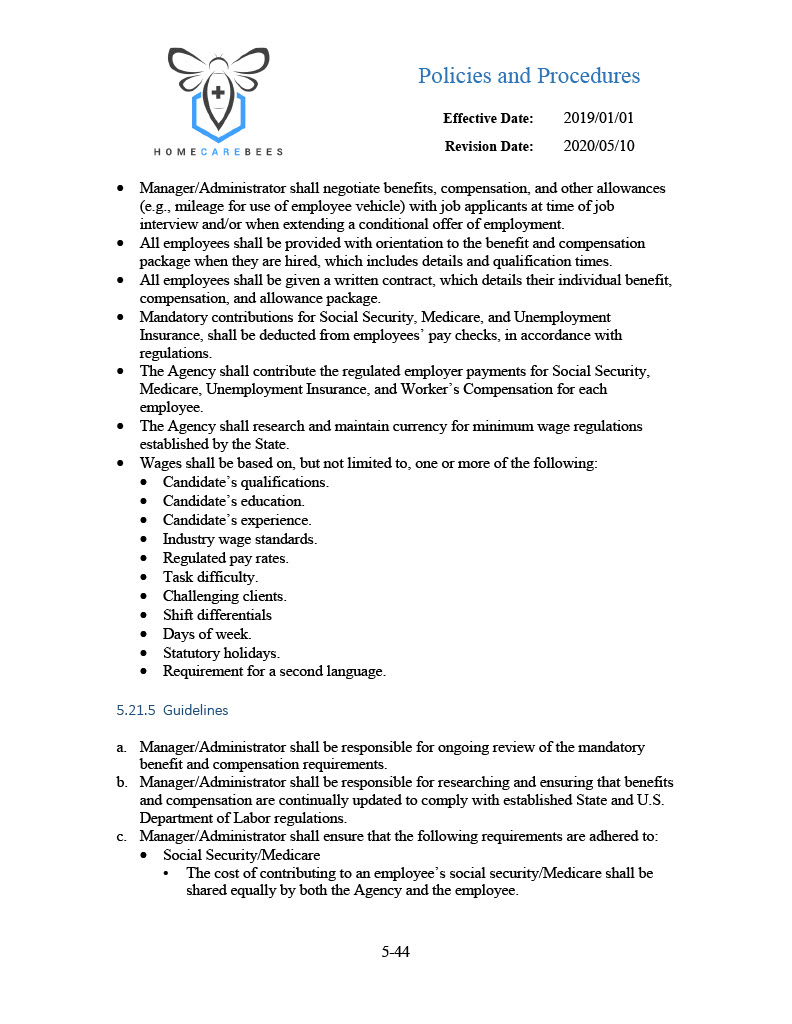 Policies and Procedures
Effective Date: 2019/01/01
Revision Date: 2020/05/10
HOMECAREBEES
• Manager/Administrator shall negotiate benefits, compensation, and other allowances
(e.g., mileage for use of employee vehicle) with job applicants at time of job
interview and/or when extending a conditional offer of employment.
• All employees shall be provided with orientation to the benefit and compensation
package when they are hired, which includes details and qualification times.
• All employees shall be given a written contract, which details their individual benefit,
compensation, and allowance package.
• Mandatory contributions for Social Security, Medicare, and Unemployment
Insurance, shall be deducted from employees’ pay checks, in accordance with
regulations.
• The Agency shall contribute the regulated employer payments for Social Security,
Medicare, Unemployment Insurance, and Worker’s Compensation for each
employee.
• The Agency shall research and maintain currency for minimum wage regulations
established by the State.
• Wages shall be based on, but not limited to, one or more of the following:
• Candidate’s qualifications.
• Candidate’s education.
• Candidate’s experience.
• Industry wage standards.
• Regulated pay rates.
• Task difficulty.
• Challenging clients.
• Shift differentials
• Days of week.
• Statutory holidays.
• Requirement for a second language.
5.21.5 Guidelines
a. Manager/Administrator shall be responsible for ongoing review of the mandatory
benefit and compensation requirements.
b. Manager/Administrator shall be responsible for researching and ensuring that benefits
and compensation are continually updated to comply with established State and U.S.
Department of Labor regulations.
c. Manager/Administrator shall ensure that the following requirements are adhered to:
• Social Security/Medicare
• The cost of contributing to an employee’s social security/Medicare shall be
shared equally by both the Agency and the employee.
5-44